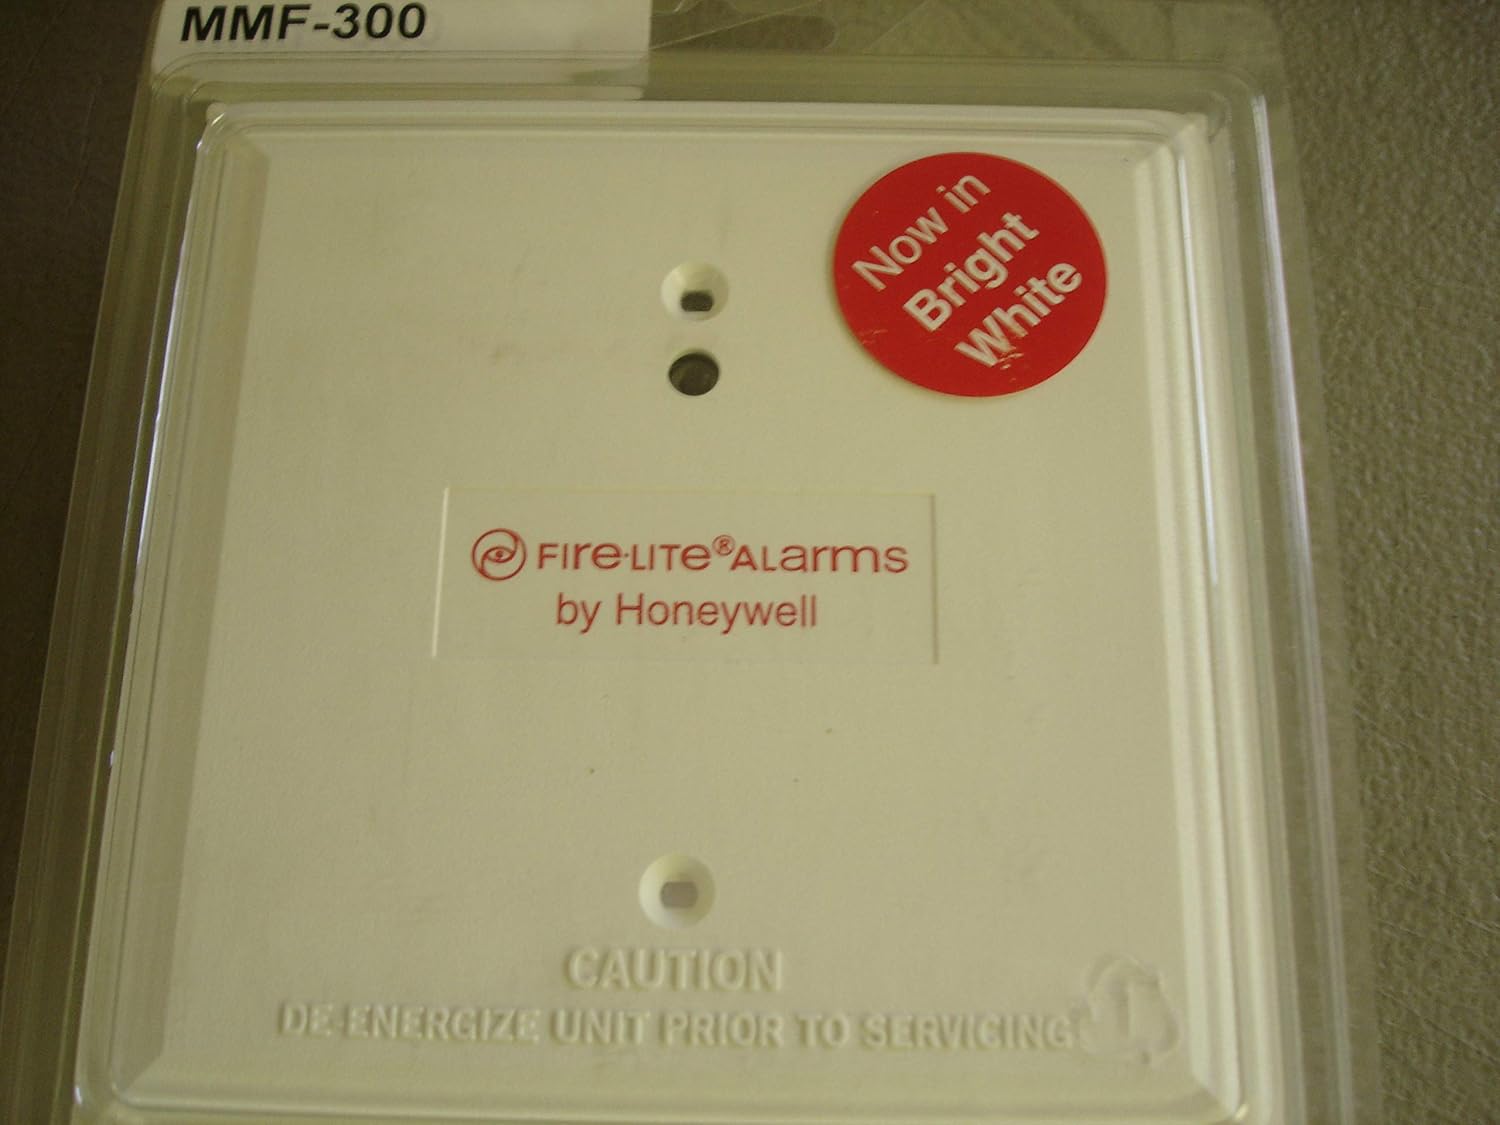 MMF-300
Now in
Bright
White
FIre·LITe®ALarms
by Honeywell
CAUTION
DE-ENERGIZE UNIT PRIOR TO SERVICING